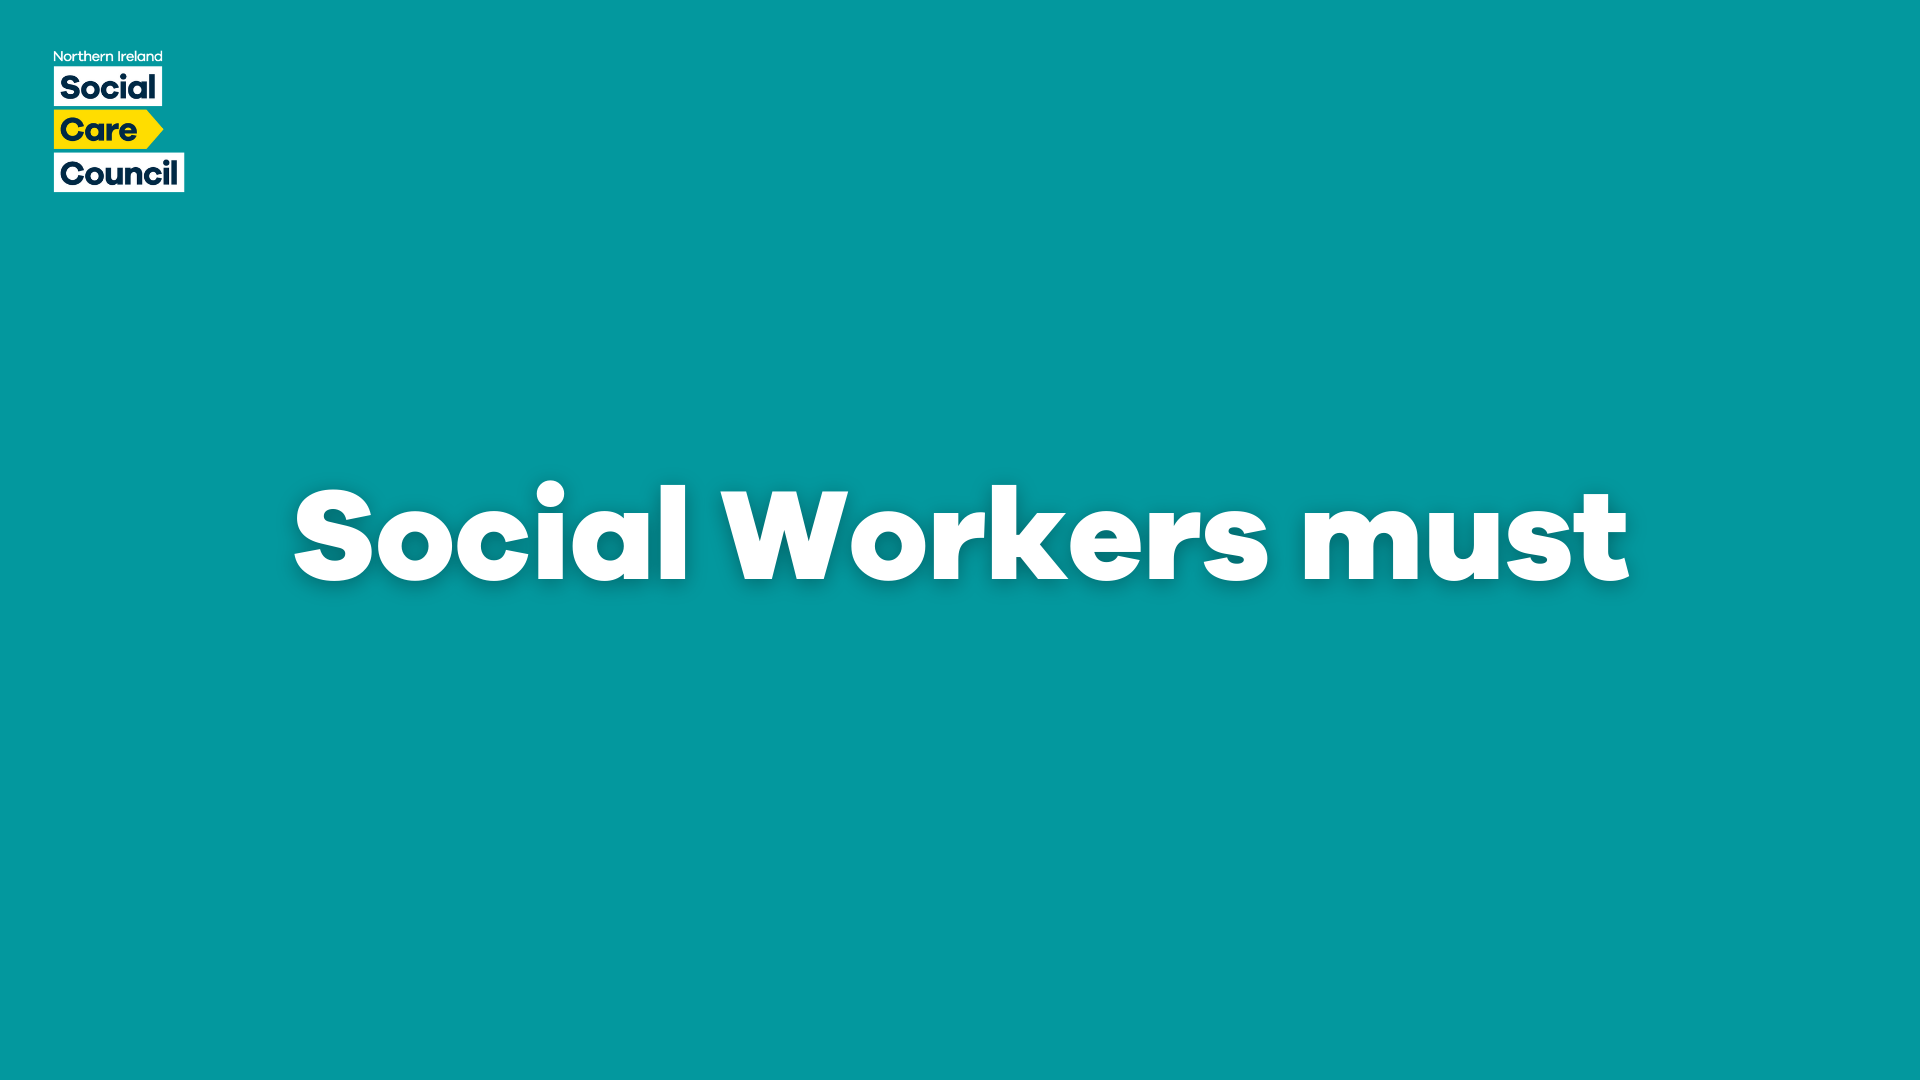 Northern Ireland
Social
Care
Council
Social Workers must